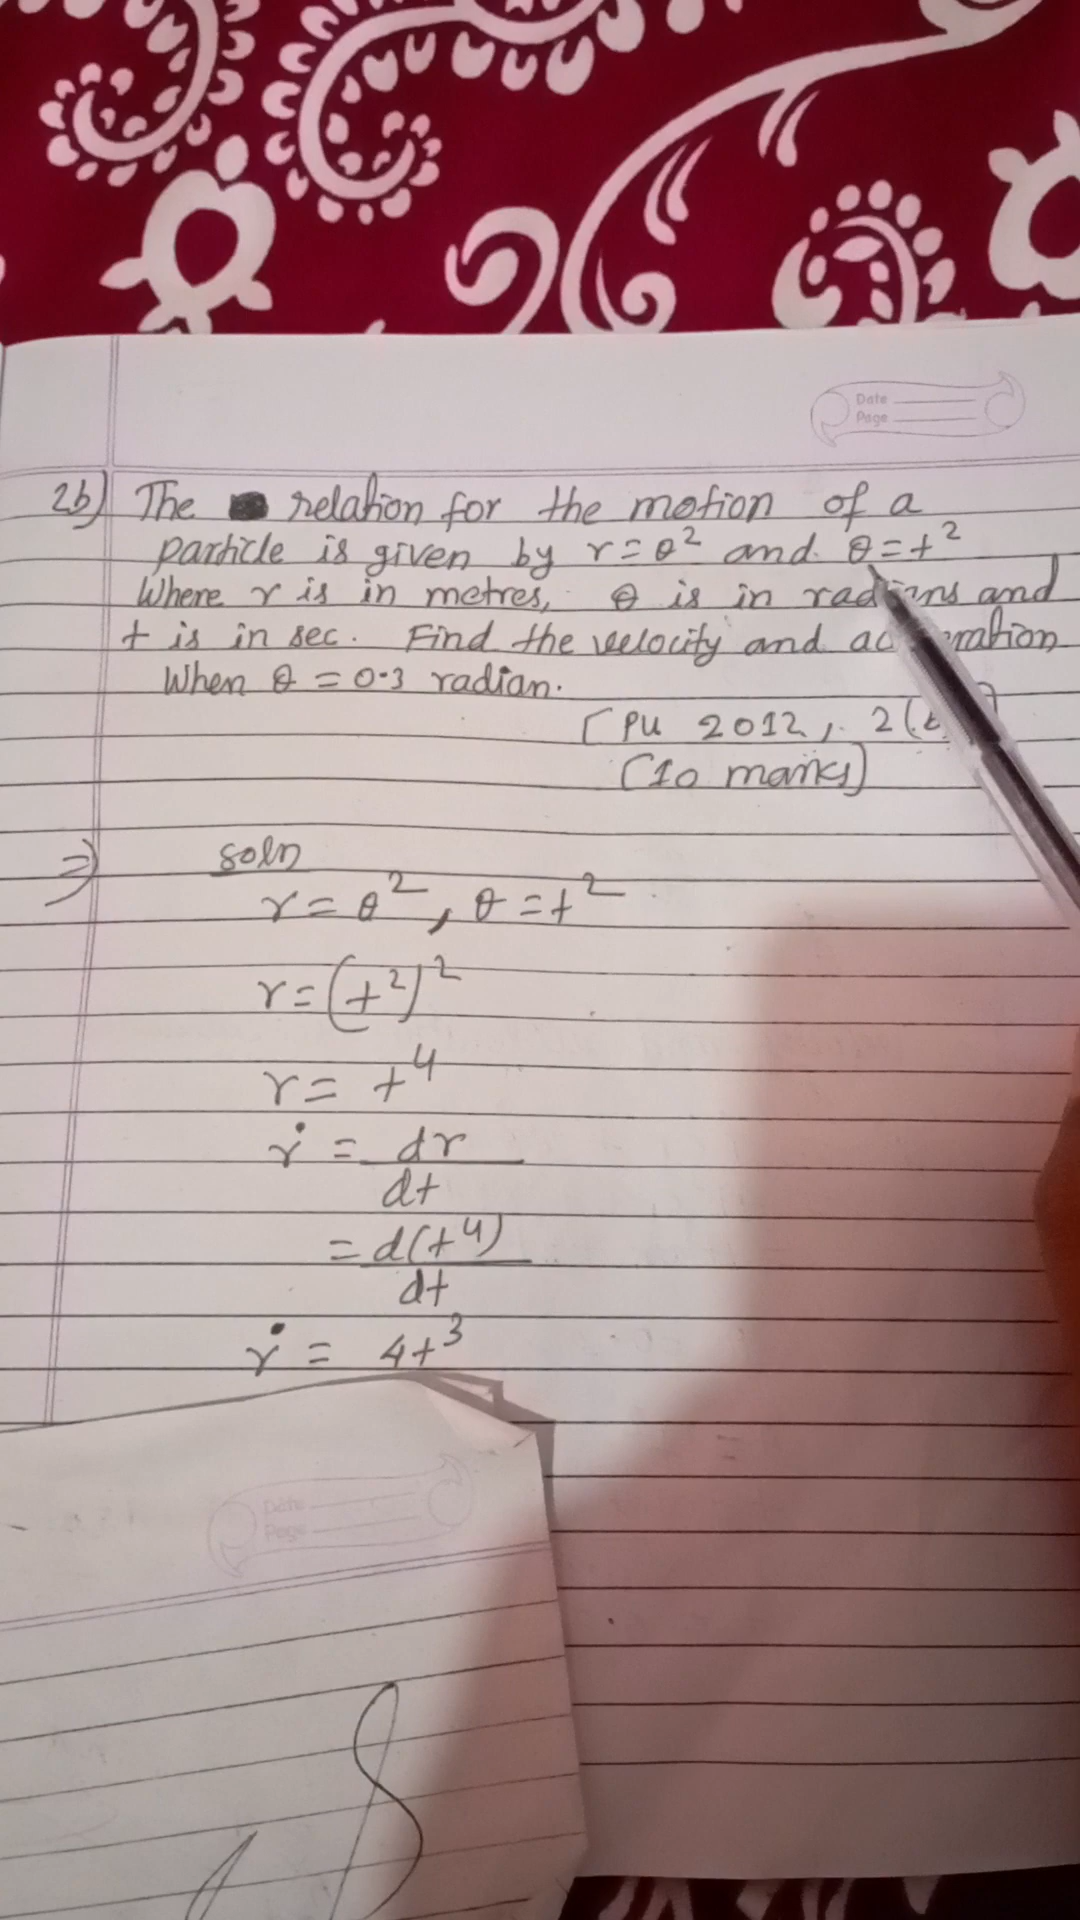 Date
Page
2b) The relation for the motion of a
particle is given by r = θ² and θ = t²
Where r is in metres, θ is in radians and
t is in sec. Find the velocity and
When θ = 0.3 radian.
[PU 2012, 2(
[10 marks]
⇒ soln
r = θ², θ = t²
r = (t²)²
r = t⁴
ṙ = dr/dt
= d(t⁴)/dt
ṙ = 4t³
Date
Page